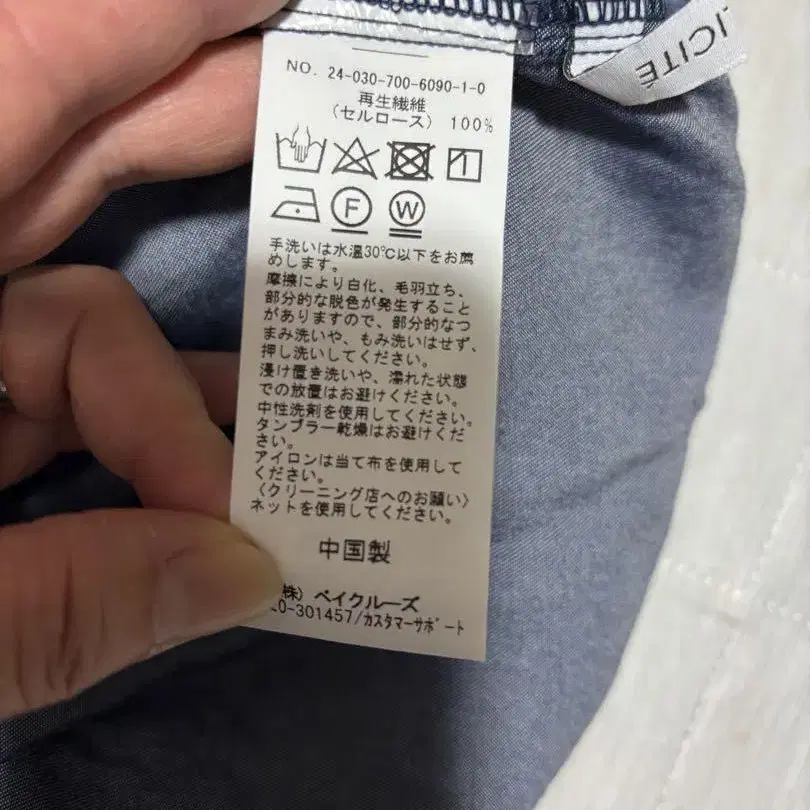 LICITÉ
NO. 24-030-700-6090-1-0
再生繊維
(セルロース) 100%
F
W
手洗いは水温30℃以下をお薦
めします。
摩擦により白化、毛羽立ち、
部分的な脱色が発生すること
がありますので、部分的なつ
まみ洗いや、もみ洗いはせず、
押し洗いしてください。
浸け置き洗いや、濡れた状態
での放置はお避けください。
中性洗剤を使用してください。
タンブラー乾燥はお避けくだ
さい。
アイロンは当て布を使用して
ください。
〈クリーニング店へのお願い〉
ネットを使用してください。
中国製
株) ベイクルーズ
20-301457/カスタマーサポート